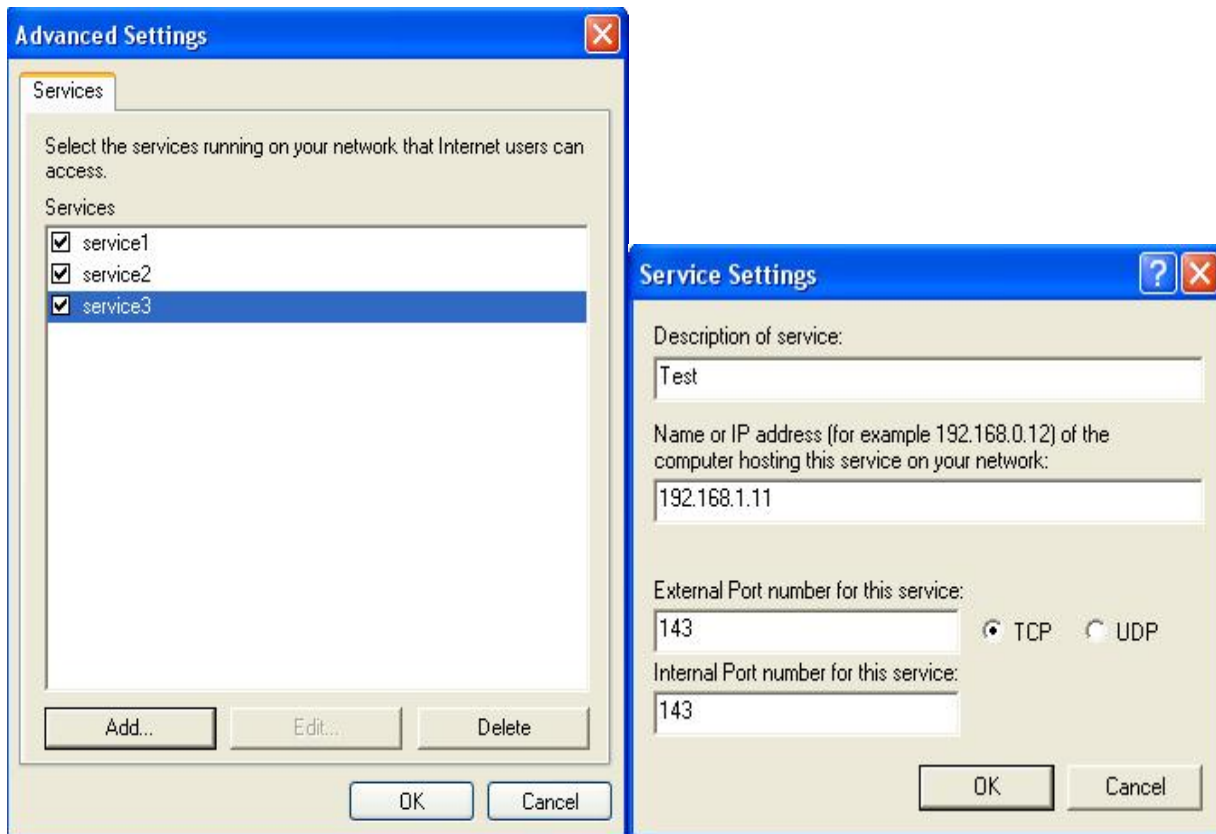 Advanced Settings
Services
Select the services running on your network that Internet users can
access.
Services
service1
service2
service3
Add...
Edit...
Delete
OK
Cancel
Service Settings
Description of service:
Test
Name or IP address (for example 192.168.0.12) of the
computer hosting this service on your network:
192.168.1.11
External Port number for this service:
143
TCP
UDP
Internal Port number for this service:
143
OK
Cancel